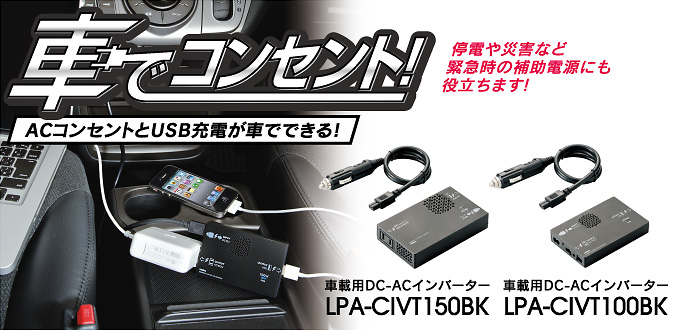 車でコンセント!
ACコンセントとUSB充電が車でできる!
停電や災害など
緊急時の補助電源にも
役立ちます!
車載用DC-ACインバーター
LPA-CIVT150BK
車載用DC-ACインバーター
LPA-CIVT100BK